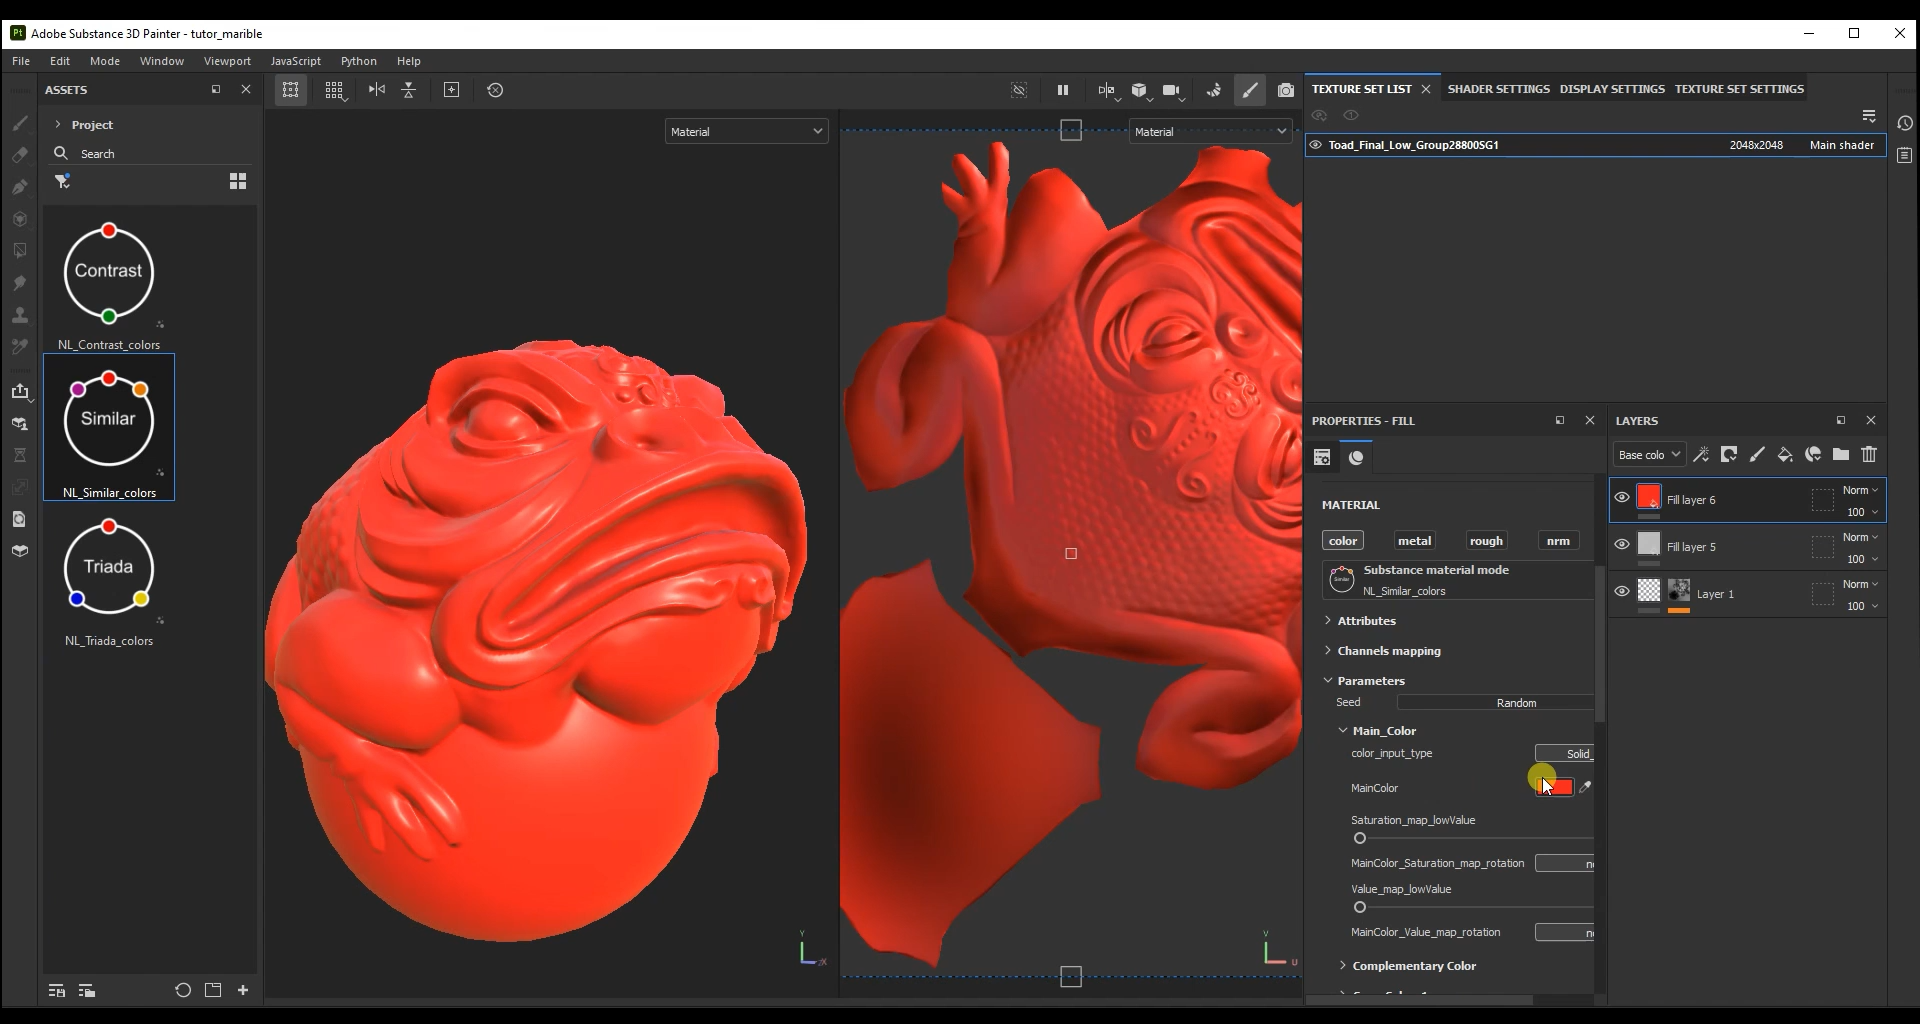 Pt Adobe Substance 3D Painter - tutor_marible
File Edit Mode Window Viewport JavaScript Python Help
ASSETS
Project
Search
Contrast
NL_Contrast_colors
Similar
NL_Similar_colors
Triada
NL_Triada_colors
Material
Material
Y
X
V
U
TEXTURE SET LIST SHADER SETTINGS DISPLAY SETTINGS TEXTURE SET SETTINGS
Toad_Final_Low_Group28800SG1 2048x2048 Main shader
PROPERTIES - FILL
MATERIAL
color metal rough nrm
Substance material mode
Similar
NL_Similar_colors
Attributes
Channels mapping
Parameters
Seed Random
Main_Color
color_input_type Solid_
MainColor
Saturation_map_lowValue
MainColor_Saturation_map_rotation
Value_map_lowValue
MainColor_Value_map_rotation
Complementary Color
LAYERS
Base colo
Fill layer 6 Norm
100
Fill layer 5 Norm
100
Layer 1 Norm
100